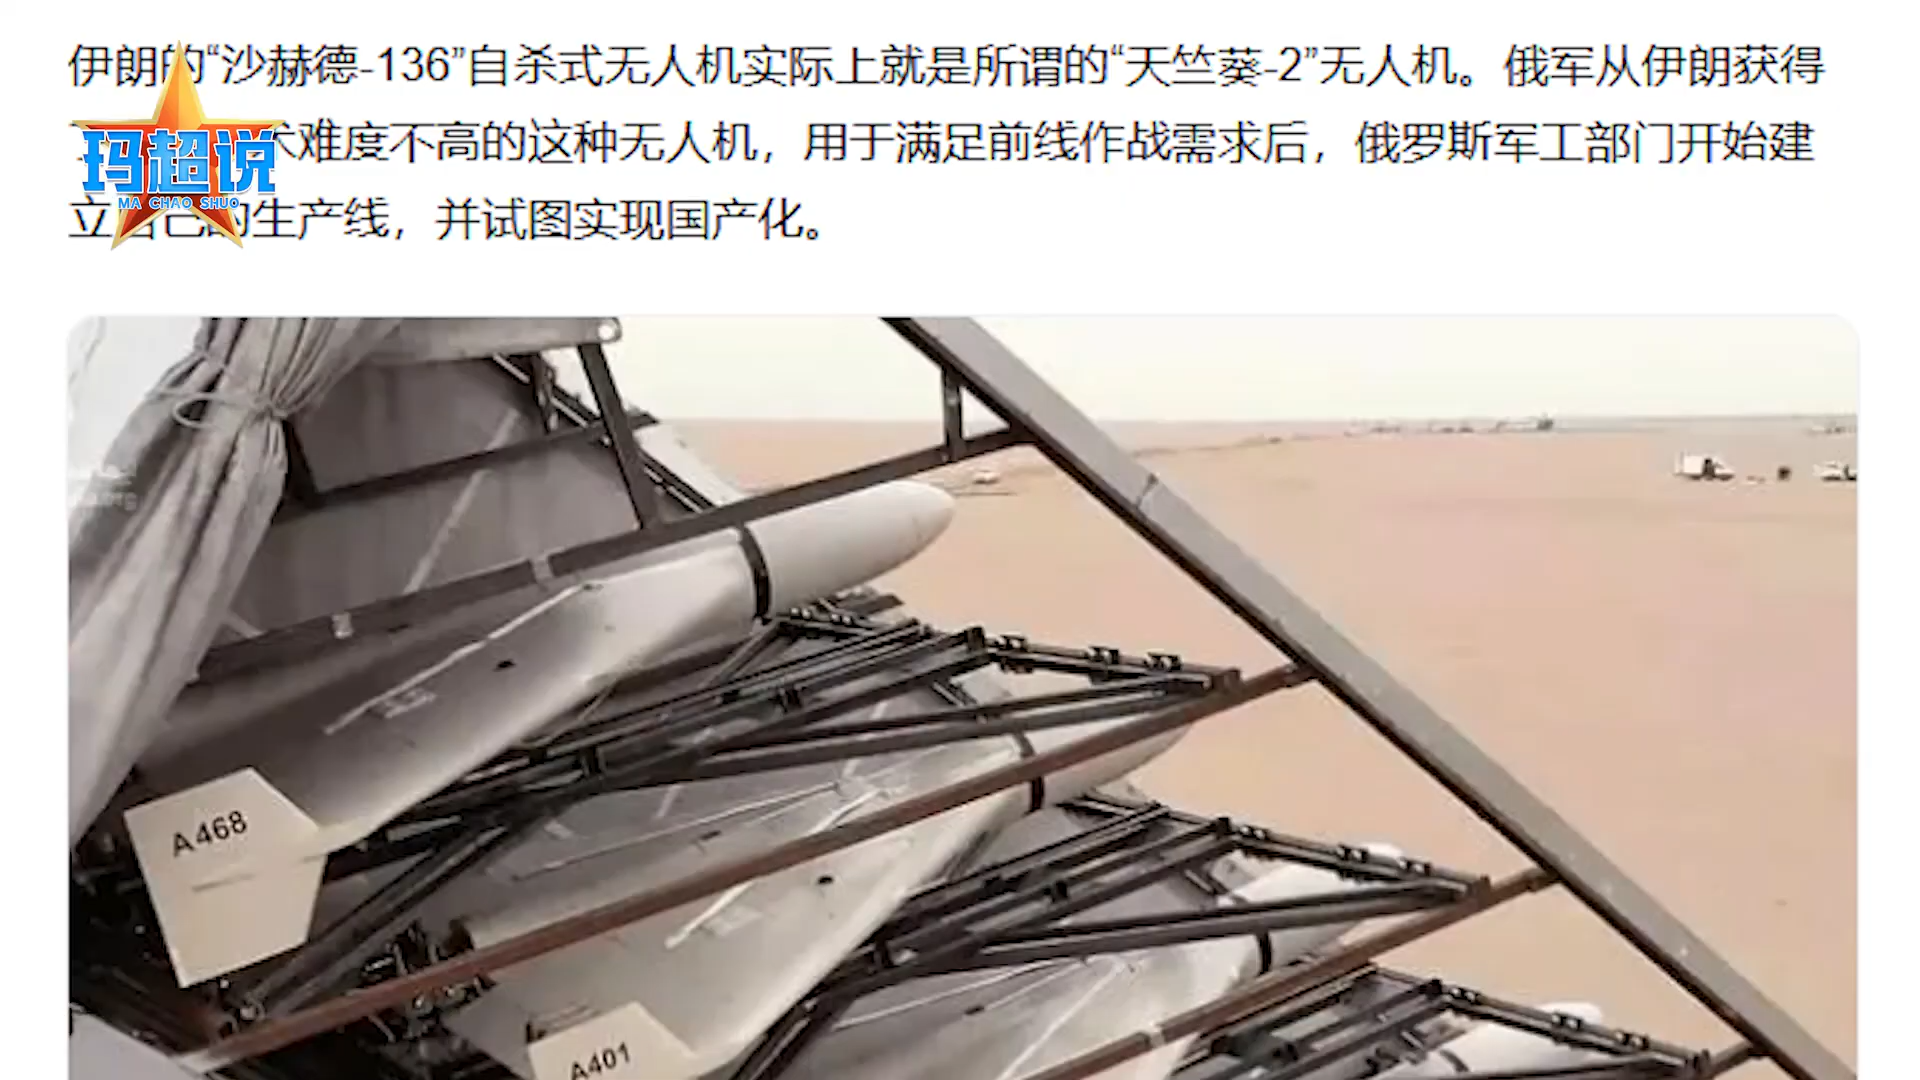 伊朗的“沙赫德-136”自杀式无人机实际上就是所谓的“天竺葵-2”无人机。俄军从伊朗获得
术难度不高的这种无人机，用于满足前线作战需求后，俄罗斯军工部门开始建
立自己的生产线，并试图实现国产化。
玛超说
MA CHAO SHUO
A468
A401